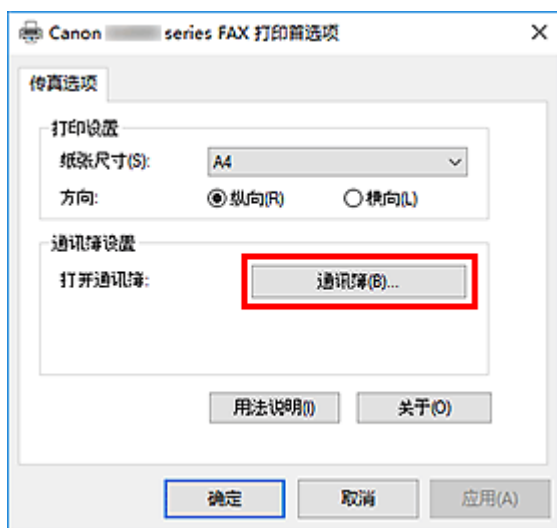 Canon series FAX 打印首选项
传真选项
打印设置
纸张尺寸(S): A4
方向: 纵向(R) 横向(L)
通讯簿设置
打开通讯簿: 通讯簿(B)...
用法说明(I) 关于(O)
确定 取消 应用(A)